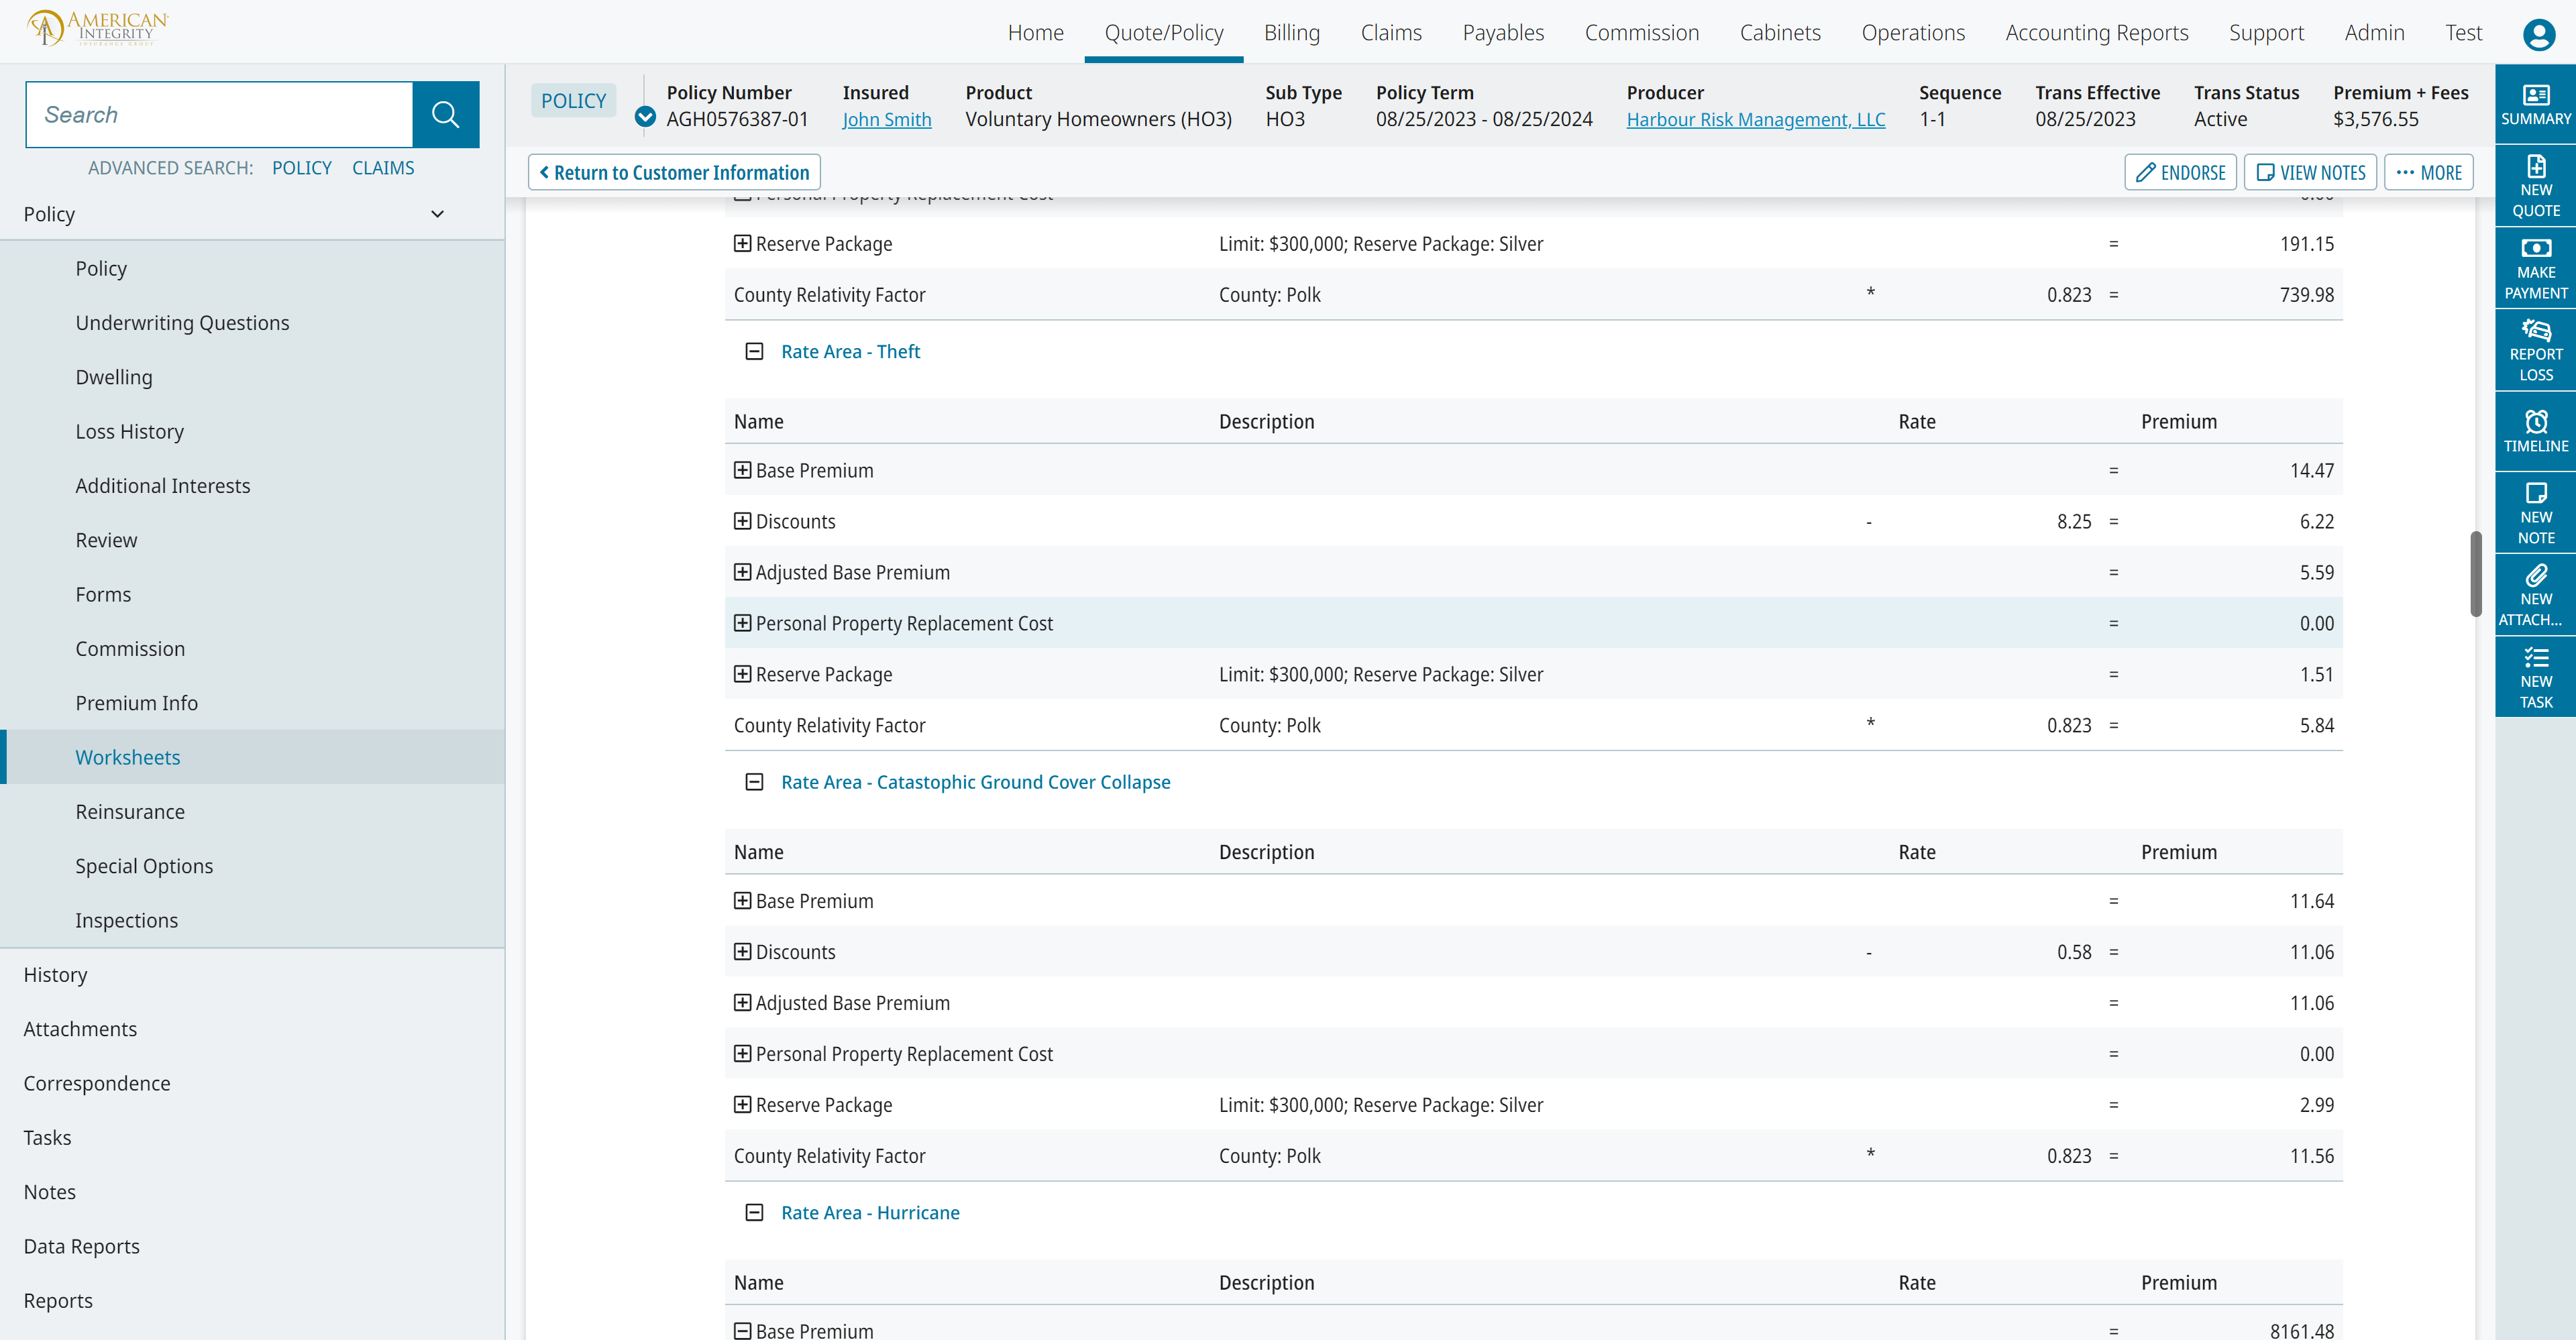 AMERICAN
INTEGRITY
INSURANCE GROUP
Home Quote/Policy Billing Claims Payables Commission Cabinets Operations Accounting Reports Support Admin Test
Search
ADVANCED SEARCH: POLICY CLAIMS
Policy
Policy
Underwriting Questions
Dwelling
Loss History
Additional Interests
Review
Forms
Commission
Premium Info
Worksheets
Reinsurance
Special Options
Inspections
History
Attachments
Correspondence
Tasks
Notes
Data Reports
Reports
POLICY
Policy Number Insured Product Sub Type Policy Term Producer Sequence Trans Effective Trans Status Premium + Fees
AGH0576387-01 John Smith Voluntary Homeowners (HO3) HO3 08/25/2023 - 08/25/2024 Harbour Risk Management, LLC 1-1 08/25/2023 Active $3,576.55
Return to Customer Information
ENDORSE VIEW NOTES ••• MORE
Personal Property Replacement Cost 0.00
Reserve Package Limit: $300,000; Reserve Package: Silver = 191.15
County Relativity Factor County: Polk * 0.823 = 739.98
Rate Area - Theft
Name Description Rate Premium
Base Premium = 14.47
Discounts - 8.25 = 6.22
Adjusted Base Premium = 5.59
Personal Property Replacement Cost = 0.00
Reserve Package Limit: $300,000; Reserve Package: Silver = 1.51
County Relativity Factor County: Polk * 0.823 = 5.84
Rate Area - Catastophic Ground Cover Collapse
Name Description Rate Premium
Base Premium = 11.64
Discounts - 0.58 = 11.06
Adjusted Base Premium = 11.06
Personal Property Replacement Cost = 0.00
Reserve Package Limit: $300,000; Reserve Package: Silver = 2.99
County Relativity Factor County: Polk * 0.823 = 11.56
Rate Area - Hurricane
Name Description Rate Premium
Base Premium = 8161.48
SUMMARY
NEW
QUOTE
MAKE
PAYMENT
REPORT
LOSS
TIMELINE
NEW
NOTE
NEW
ATTACH...
NEW
TASK